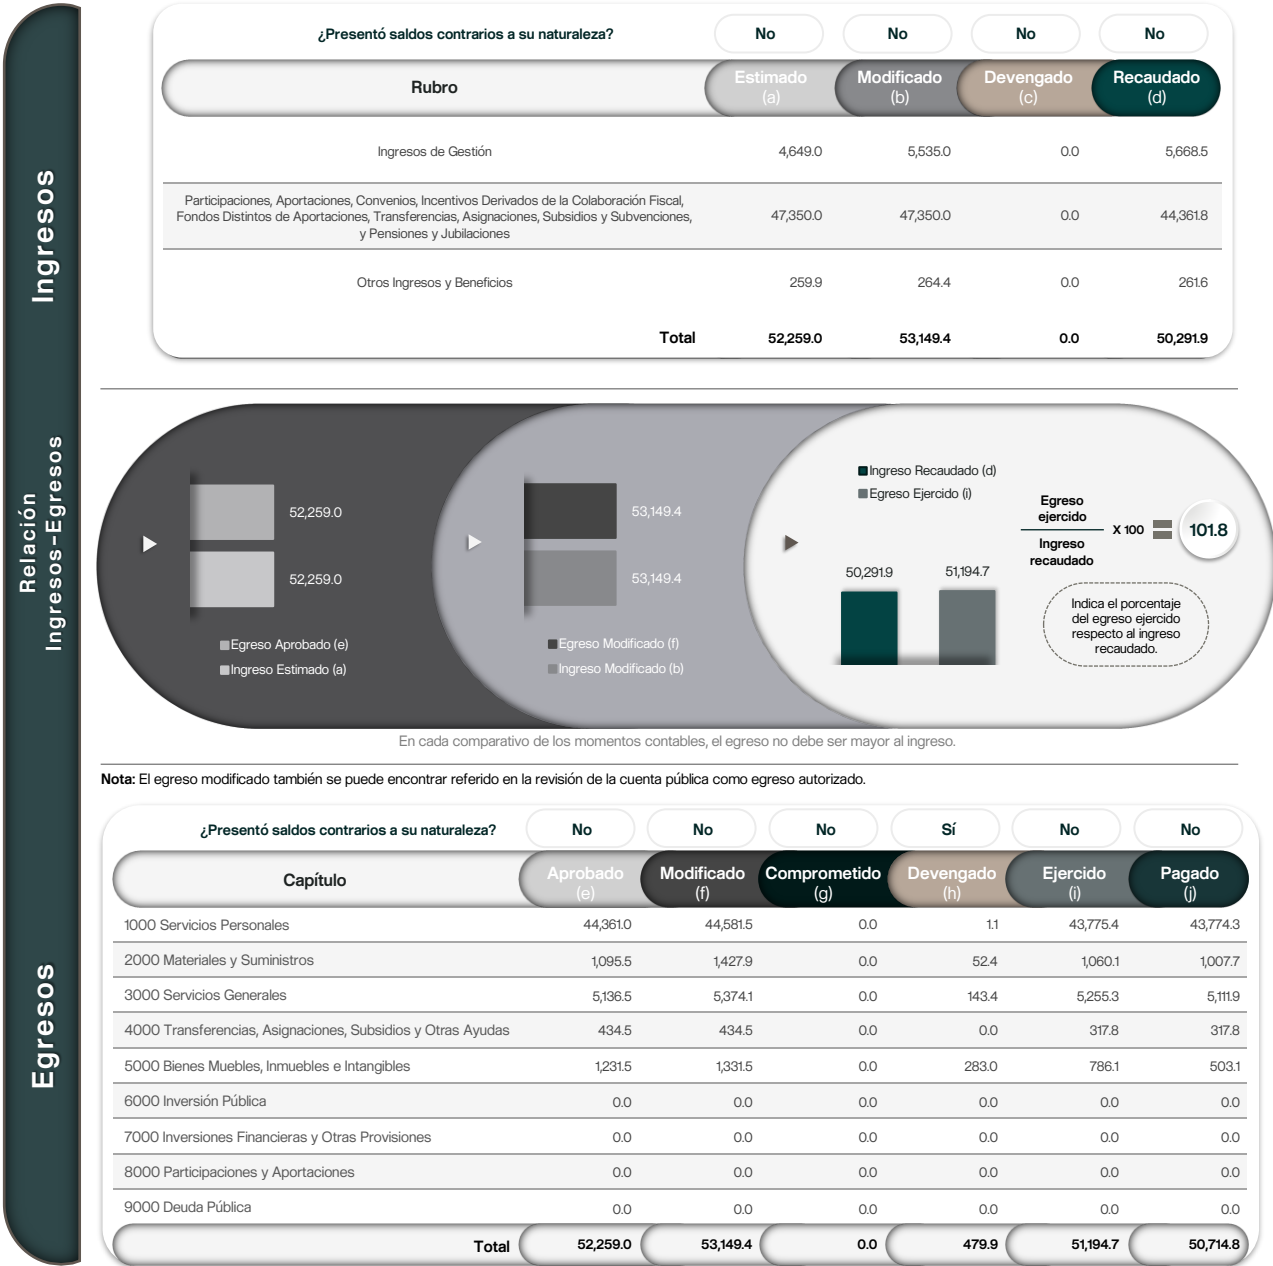 Ingresos
¿Presentó saldos contrarios a su naturaleza? No No No No
Rubro Estimado (a) Modificado (b) Devengado (c) Recaudado (d)
Ingresos de Gestión 4,649.0 5,535.0 0.0 5,668.5
Participaciones, Aportaciones, Convenios, Incentivos Derivados de la Colaboración Fiscal,
Fondos Distintos de Aportaciones, Transferencias, Asignaciones, Subsidios y Subvenciones,
y Pensiones y Jubilaciones 47,350.0 47,350.0 0.0 44,361.8
Otros Ingresos y Beneficios 259.9 264.4 0.0 261.6
Total 52,259.0 53,149.4 0.0 50,291.9
Relación
Ingresos-Egresos
52,259.0
52,259.0
Egreso Aprobado (e)
Ingreso Estimado (a)
53,149.4
53,149.4
Egreso Modificado (f)
Ingreso Modificado (b)
Ingreso Recaudado (d)
Egreso Ejercido (i)
50,291.9 51,194.7
Egreso
ejercido
Ingreso
recaudado
X 100 = 101.8
Indica el porcentaje
del egreso ejercido
respecto al ingreso
recaudado.
En cada comparativo de los momentos contables, el egreso no debe ser mayor al ingreso.
Nota: El egreso modificado también se puede encontrar referido en la revisión de la cuenta pública como egreso autorizado.
Egresos
¿Presentó saldos contrarios a su naturaleza? No No No Sí No No
Capítulo Aprobado (e) Modificado (f) Comprometido (g) Devengado (h) Ejercido (i) Pagado (j)
1000 Servicios Personales 44,361.0 44,581.5 0.0 1.1 43,775.4 43,774.3
2000 Materiales y Suministros 1,095.5 1,427.9 0.0 52.4 1,060.1 1,007.7
3000 Servicios Generales 5,136.5 5,374.1 0.0 143.4 5,255.3 5,111.9
4000 Transferencias, Asignaciones, Subsidios y Otras Ayudas 434.5 434.5 0.0 0.0 317.8 317.8
5000 Bienes Muebles, Inmuebles e Intangibles 1,231.5 1,331.5 0.0 283.0 786.1 503.1
6000 Inversión Pública 0.0 0.0 0.0 0.0 0.0 0.0
7000 Inversiones Financieras y Otras Provisiones 0.0 0.0 0.0 0.0 0.0 0.0
8000 Participaciones y Aportaciones 0.0 0.0 0.0 0.0 0.0 0.0
9000 Deuda Pública 0.0 0.0 0.0 0.0 0.0 0.0
Total 52,259.0 53,149.4 0.0 479.9 51,194.7 50,714.8